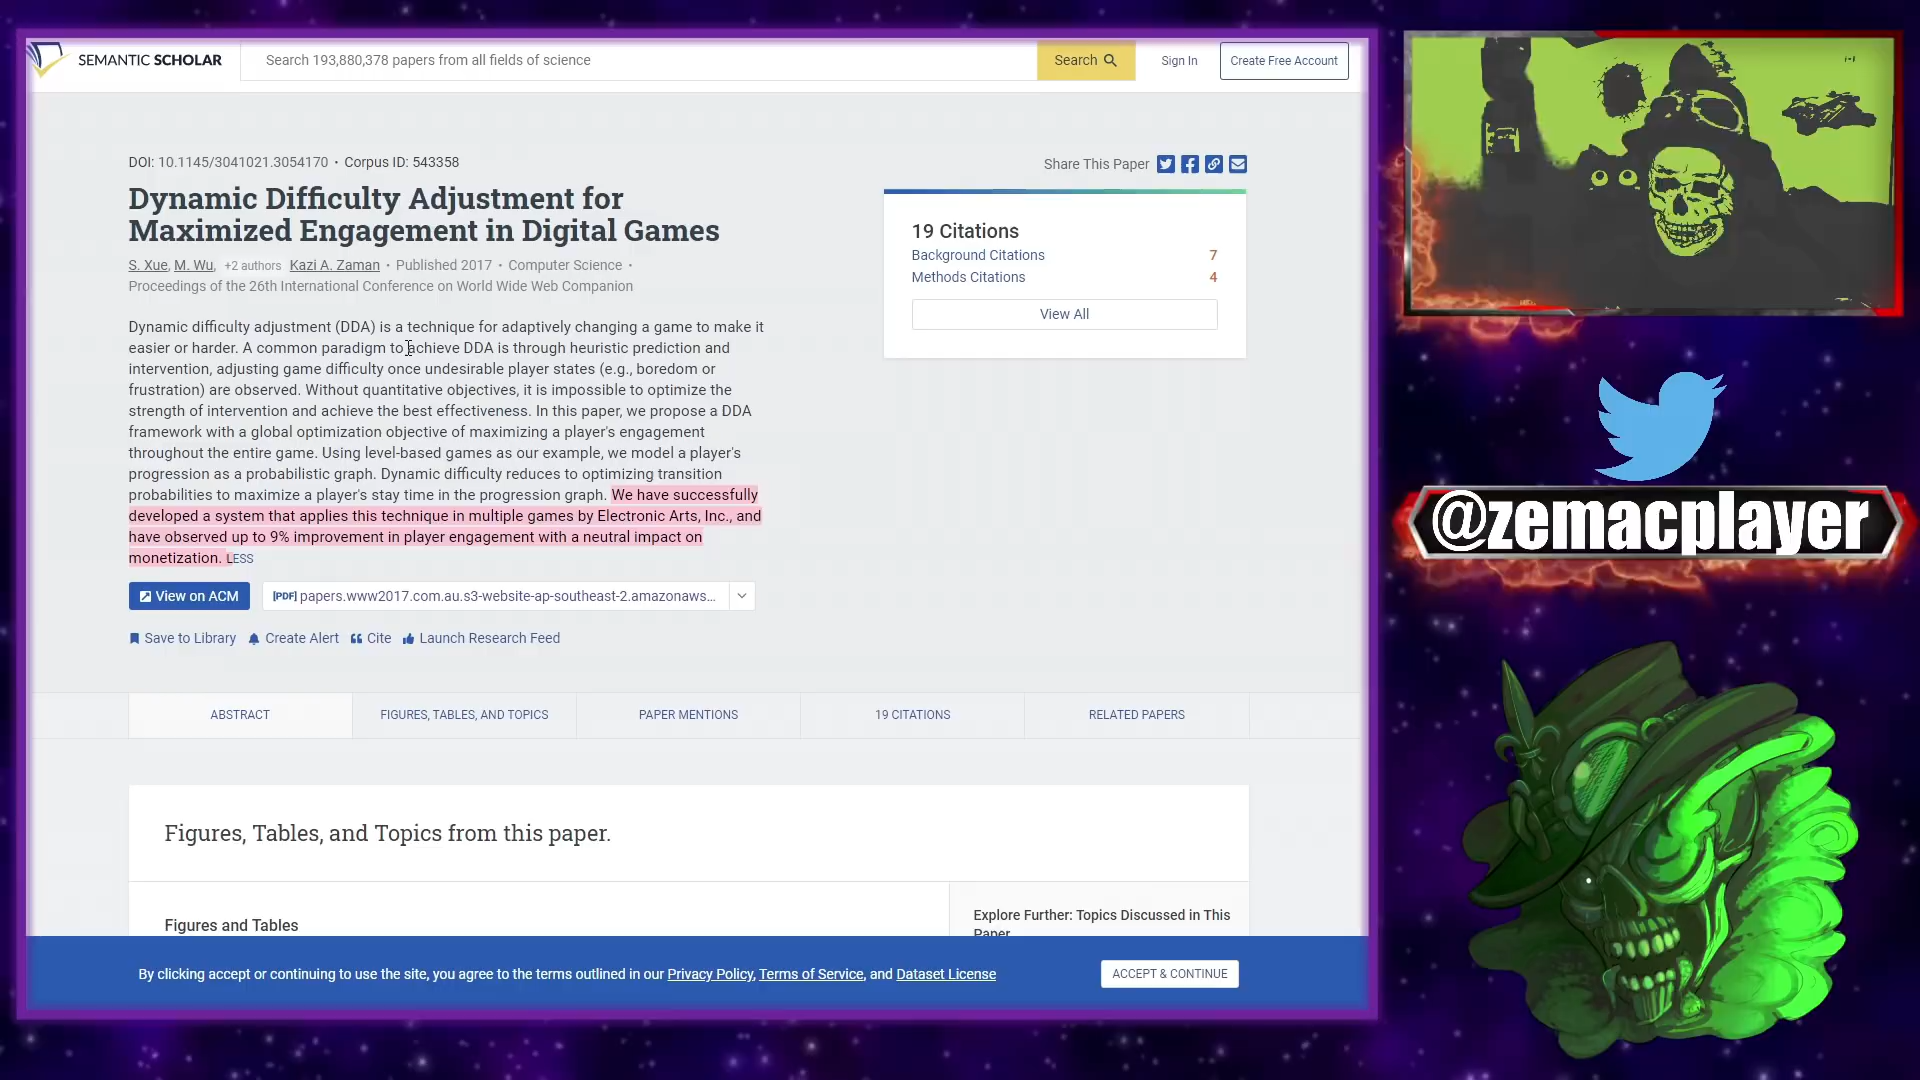 SEMANTIC SCHOLAR
Search 193,880,378 papers from all fields of science
Search
Sign In
Create Free Account
DOI: 10.1145/3041021.3054170 • Corpus ID: 543358
Share This Paper
Dynamic Difficulty Adjustment for
Maximized Engagement in Digital Games
S. Xue, M. Wu, +2 authors Kazi A. Zaman • Published 2017 • Computer Science •
Proceedings of the 26th International Conference on World Wide Web Companion
Dynamic difficulty adjustment (DDA) is a technique for adaptively changing a game to make it
easier or harder. A common paradigm to achieve DDA is through heuristic prediction and
intervention, adjusting game difficulty once undesirable player states (e.g., boredom or
frustration) are observed. Without quantitative objectives, it is impossible to optimize the
strength of intervention and achieve the best effectiveness. In this paper, we propose a DDA
framework with a global optimization objective of maximizing a player's engagement
throughout the entire game. Using level-based games as our example, we model a player's
progression as a probabilistic graph. Dynamic difficulty reduces to optimizing transition
probabilities to maximize a player's stay time in the progression graph. We have successfully
developed a system that applies this technique in multiple games by Electronic Arts, Inc., and
have observed up to 9% improvement in player engagement with a neutral impact on
monetization. LESS
19 Citations
Background Citations 7
Methods Citations 4
View All
View on ACM
[PDF] papers.www2017.com.au.s3-website-ap-southeast-2.amazonaws...
Save to Library
Create Alert
Cite
Launch Research Feed
ABSTRACT
FIGURES, TABLES, AND TOPICS
PAPER MENTIONS
19 CITATIONS
RELATED PAPERS
Figures, Tables, and Topics from this paper.
Figures and Tables
Explore Further: Topics Discussed in This
Paper
By clicking accept or continuing to use the site, you agree to the terms outlined in our Privacy Policy, Terms of Service, and Dataset License
ACCEPT & CONTINUE
@zemacplayer